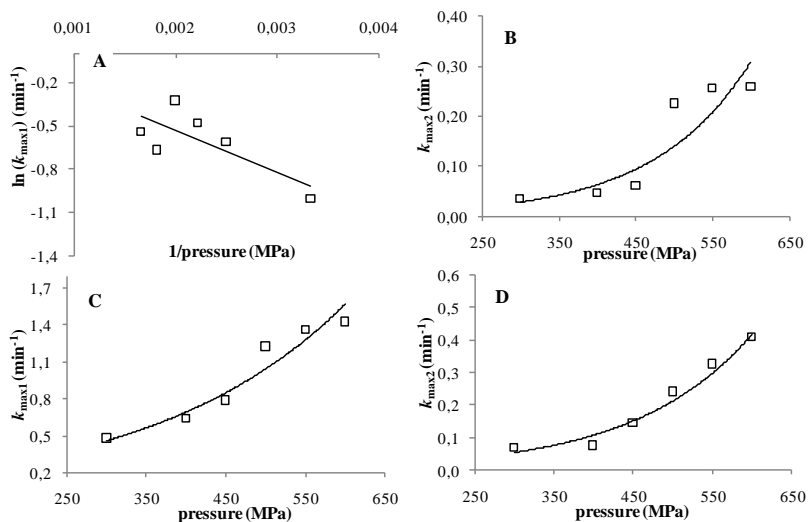 0,001 0,002 0,003 0,004
A
-0,2
-0,5
-0,8
-1,1
-1,4
ln (kmax1) (min-1)
1/pressure (MPa)
B
0,40
0,30
0,20
0,10
0,00
kmax2 (min-1)
250 350 450 550 650
pressure (MPa)
C
1,7
1,4
1,1
0,8
0,5
0,2
kmax1 (min-1)
250 350 450 550 650
pressure (MPa)
D
0,6
0,5
0,4
0,3
0,2
0,1
0,0
kmax2 (min-1)
250 350 450 550 650
pressure (MPa)